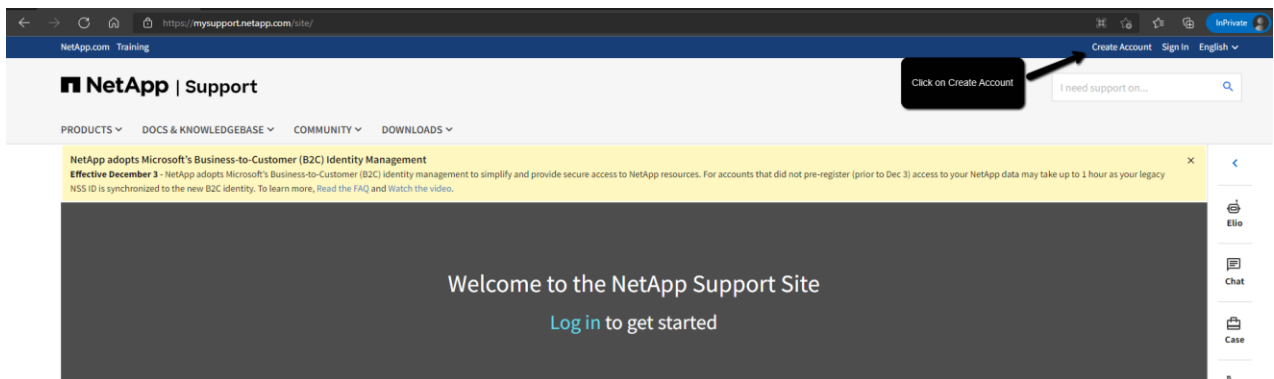 https://mysupport.netapp.com/site/
InPrivate
NetApp.com Training
Create Account Sign In English
NetApp | Support
Click on Create Account
I need support on...
PRODUCTS DOCS & KNOWLEDGEBASE COMMUNITY DOWNLOADS
NetApp adopts Microsoft's Business-to-Customer (B2C) Identity Management
Effective December 3 - NetApp adopts Microsoft's Business-to-Customer (B2C) identity management to simplify and provide secure access to NetApp resources. For accounts that did not pre-register (prior to Dec 3) access to your NetApp data may take up to 1 hour as your legacy
NSS ID is synchronized to the new B2C identity. To learn more, Read the FAQ and Watch the video.
Elio
Welcome to the NetApp Support Site
Chat
Log in to get started
Case